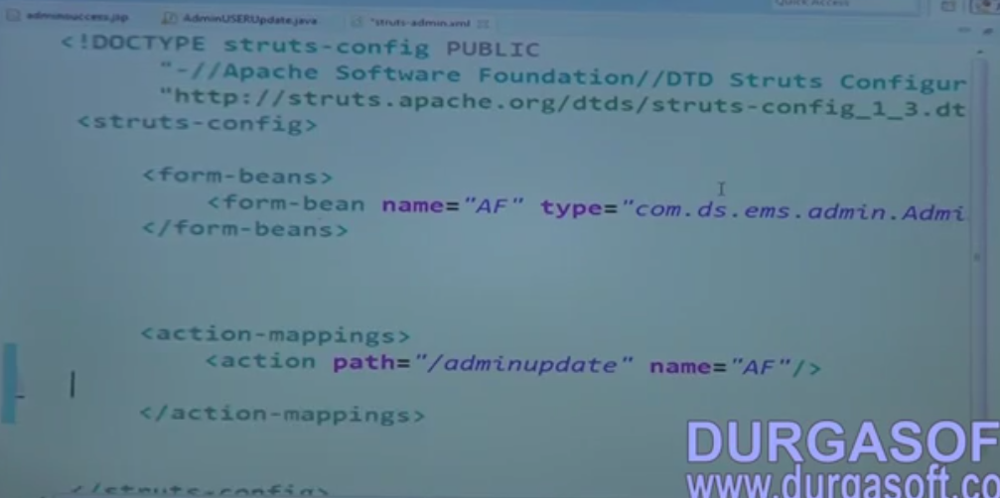 Quick Access
adminsuccess.jsp AdminUSERUpdate.java *struts-admin.xml
<!DOCTYPE struts-config PUBLIC
"-//Apache Software Foundation//DTD Struts Configur
"http://struts.apache.org/dtds/struts-config_1_3.dt
<struts-config>
<form-beans>
<form-bean name="AF" type="com.ds.ems.admin.Admi
</form-beans>
<action-mappings>
<action path="/adminupdate" name="AF"/>
</action-mappings>
</struts-config>
DURGASOF
www.durgasoft.co